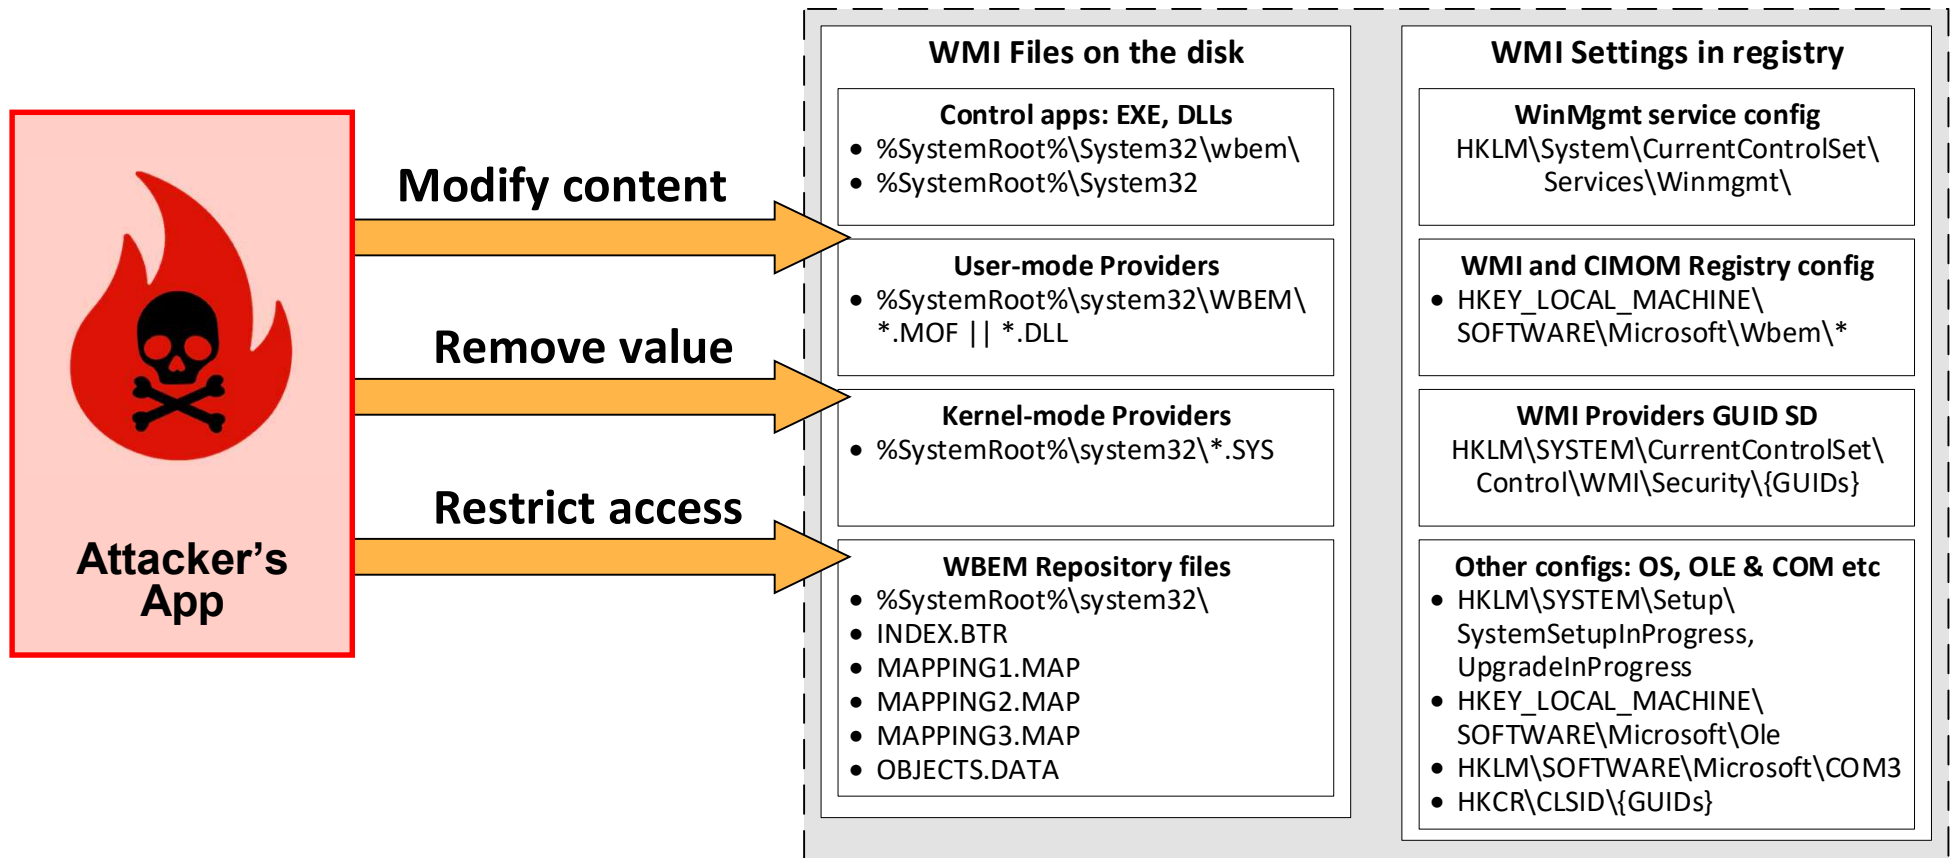 Attacker's
App
Modify content
Remove value
Restrict access
WMI Files on the disk
Control apps: EXE, DLLs
• %SystemRoot%\System32\wbem\
• %SystemRoot%\System32
User-mode Providers
• %SystemRoot%\system32\WBEM\
*.MOF || *.DLL
Kernel-mode Providers
• %SystemRoot%\system32\*.SYS
WBEM Repository files
• %SystemRoot%\system32\
• INDEX.BTR
• MAPPING1.MAP
• MAPPING2.MAP
• MAPPING3.MAP
• OBJECTS.DATA
WMI Settings in registry
WinMgmt service config
HKLM\System\CurrentControlSet\
Services\Winmgmt\
WMI and CIMOM Registry config
• HKEY_LOCAL_MACHINE\
SOFTWARE\Microsoft\Wbem\*
WMI Providers GUID SD
HKLM\SYSTEM\CurrentControlSet\
Control\WMI\Security\{GUIDs}
Other configs: OS, OLE & COM etc
• HKLM\SYSTEM\Setup\
SystemSetupInProgress,
UpgradeInProgress
• HKEY_LOCAL_MACHINE\
SOFTWARE\Microsoft\Ole
• HKLM\SOFTWARE\Microsoft\COM3
• HKCR\CLSID\{GUIDs}